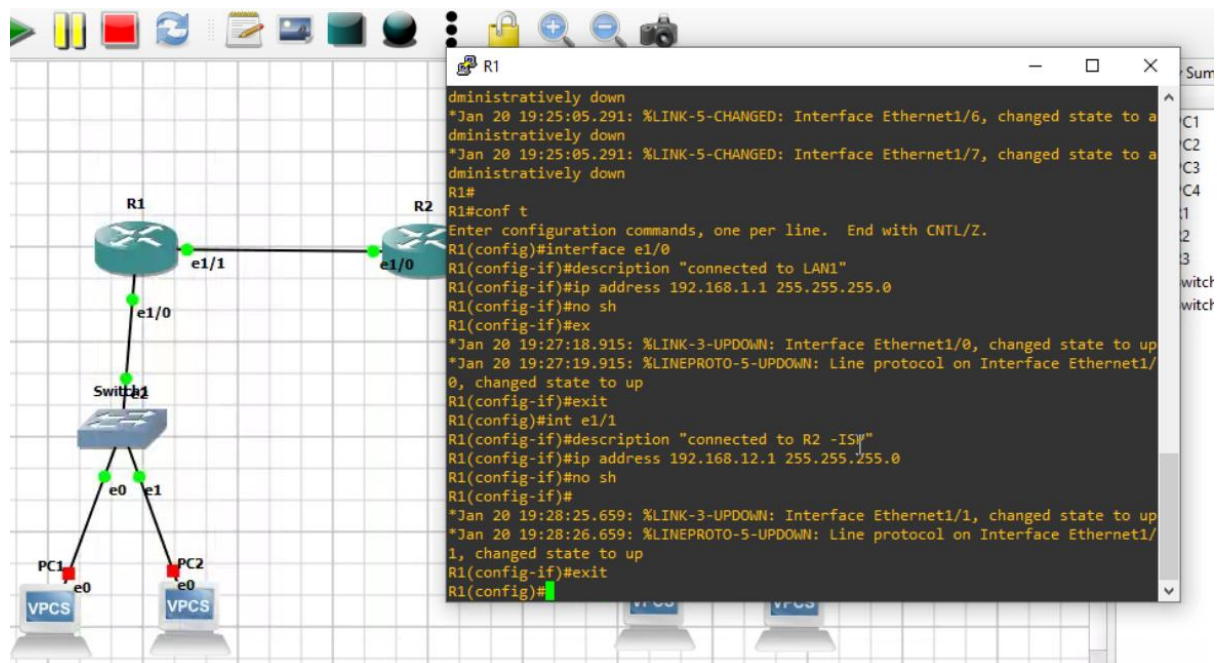 R1
Sum
dministratively down
*Jan 20 19:25:05.291: %LINK-5-CHANGED: Interface Ethernet1/6, changed state to a
dministratively down
*Jan 20 19:25:05.291: %LINK-5-CHANGED: Interface Ethernet1/7, changed state to a
dministratively down
R1#
R1#conf t
Enter configuration commands, one per line.  End with CNTL/Z.
R1(config)#interface e1/0
R1(config-if)#description "connected to LAN1"
R1(config-if)#ip address 192.168.1.1 255.255.255.0
R1(config-if)#no sh
R1(config-if)#ex
*Jan 20 19:27:18.915: %LINK-3-UPDOWN: Interface Ethernet1/0, changed state to up
*Jan 20 19:27:19.915: %LINEPROTO-5-UPDOWN: Line protocol on Interface Ethernet1/
0, changed state to up
R1(config-if)#exit
R1(config)#int e1/1
R1(config-if)#description "connected to R2 -ISP"
R1(config-if)#ip address 192.168.12.1 255.255.255.0
R1(config-if)#no sh
R1(config-if)#
*Jan 20 19:28:25.659: %LINK-3-UPDOWN: Interface Ethernet1/1, changed state to up
*Jan 20 19:28:26.659: %LINEPROTO-5-UPDOWN: Line protocol on Interface Ethernet1/
1, changed state to up
R1(config-if)#exit
R1(config)#
R1
R2
e1/1
e1/0
e1/0
Switch1
e2
e0
e1
PC1
PC2
e0
e0
VPCS
VPCS
C1
C2
C3
C4
1
2
3
witch
witch